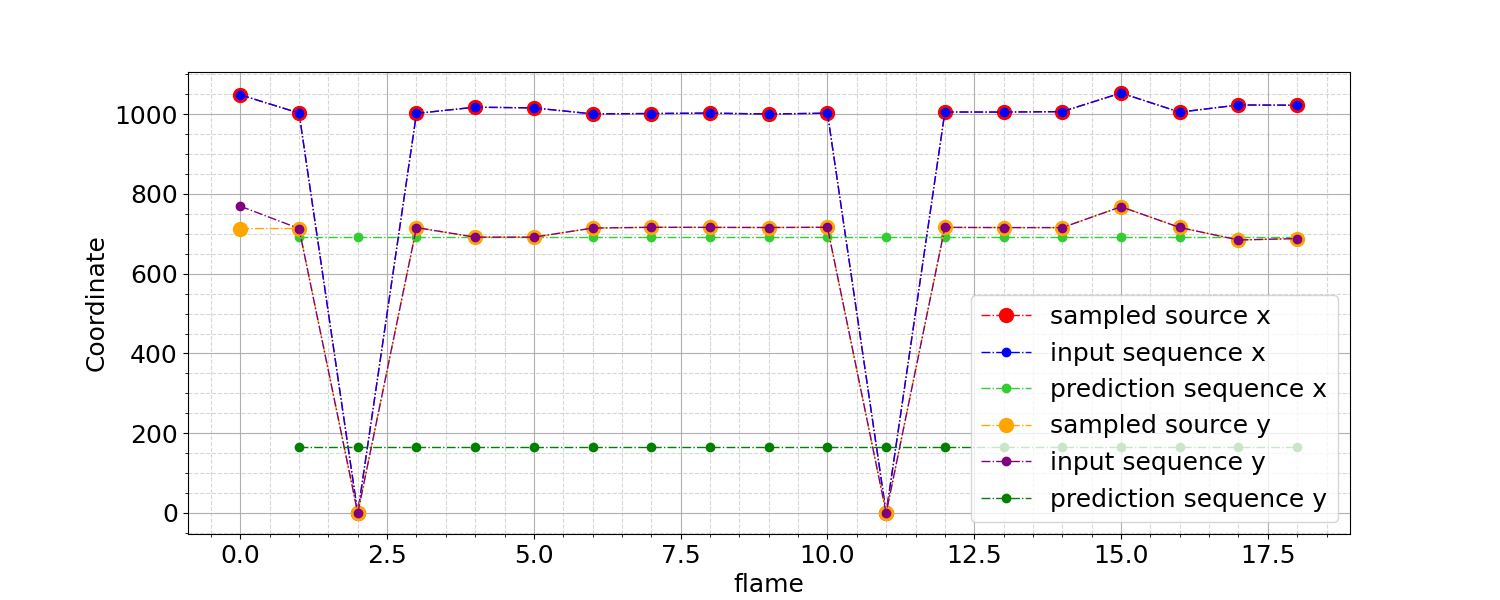 1000
800
600
400
200
0
Coordinate
0.0 2.5 5.0 7.5 10.0 12.5 15.0 17.5
flame
sampled source x
input sequence x
prediction sequence x
sampled source y
input sequence y
prediction sequence y